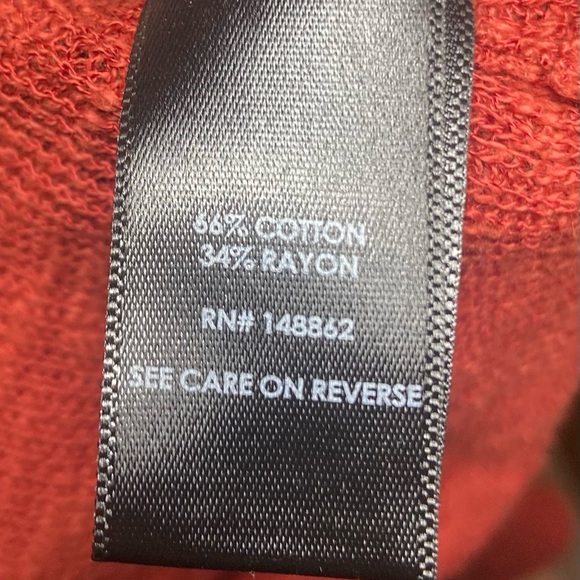 66% COTTON
34% RAYON
RN# 148862
SEE CARE ON REVERSE